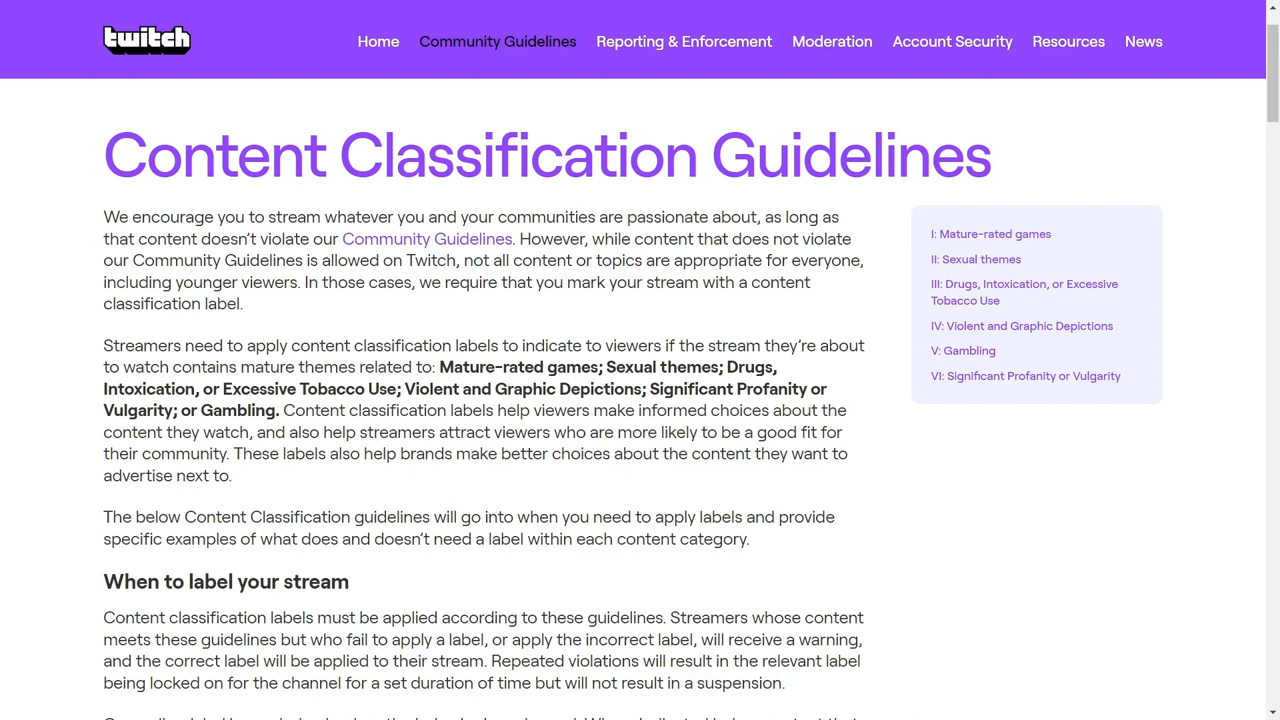 twitch
Home Community Guidelines Reporting & Enforcement Moderation Account Security Resources News
Content Classification Guidelines
We encourage you to stream whatever you and your communities are passionate about, as long as
that content doesn’t violate our Community Guidelines. However, while content that does not violate
our Community Guidelines is allowed on Twitch, not all content or topics are appropriate for everyone,
including younger viewers. In those cases, we require that you mark your stream with a content
classification label.
Streamers need to apply content classification labels to indicate to viewers if the stream they’re about
to watch contains mature themes related to: Mature-rated games; Sexual themes; Drugs,
Intoxication, or Excessive Tobacco Use; Violent and Graphic Depictions; Significant Profanity or
Vulgarity; or Gambling. Content classification labels help viewers make informed choices about the
content they watch, and also help streamers attract viewers who are more likely to be a good fit for
their community. These labels also help brands make better choices about the content they want to
advertise next to.
The below Content Classification guidelines will go into when you need to apply labels and provide
specific examples of what does and doesn’t need a label within each content category.
When to label your stream
Content classification labels must be applied according to these guidelines. Streamers whose content
meets these guidelines but who fail to apply a label, or apply the incorrect label, will receive a warning,
and the correct label will be applied to their stream. Repeated violations will result in the relevant label
being locked on for the channel for a set duration of time but will not result in a suspension.
I: Mature-rated games
II: Sexual themes
III: Drugs, Intoxication, or Excessive
Tobacco Use
IV: Violent and Graphic Depictions
V: Gambling
VI: Significant Profanity or Vulgarity